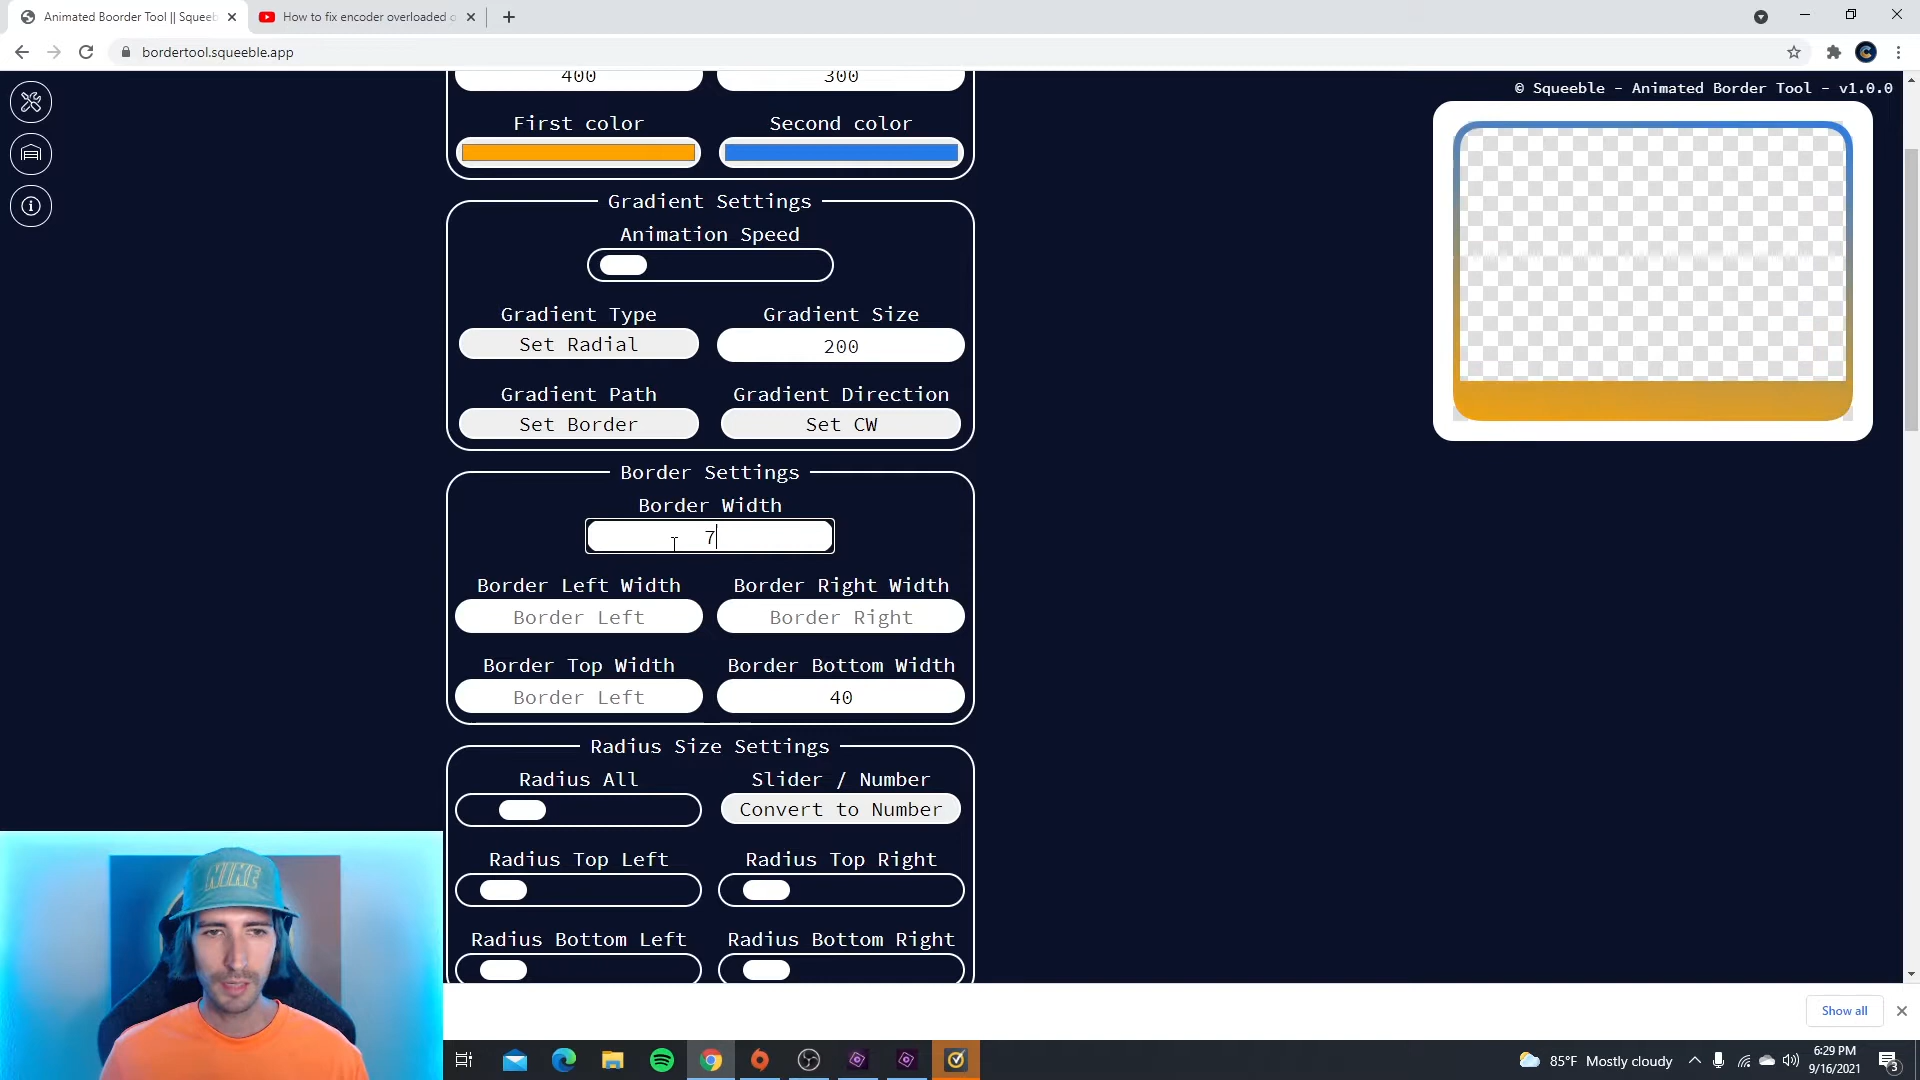 Animated Boorder Tool || Squeeb
How to fix encoder overloaded o
bordertool.squeeble.app
© Squeeble - Animated Border Tool - v1.0.0
400
300
First color
Second color
Gradient Settings
Animation Speed
Gradient Type
Gradient Size
Set Radial
200
Gradient Path
Gradient Direction
Set Border
Set CW
Border Settings
Border Width
7
Border Left Width
Border Right Width
Border Left
Border Right
Border Top Width
Border Bottom Width
Border Left
40
Radius Size Settings
Radius All
Slider / Number
Convert to Number
Radius Top Left
Radius Top Right
Radius Bottom Left
Radius Bottom Right
NIKE
Show all
85°F Mostly cloudy
6:29 PM
9/16/2021
3